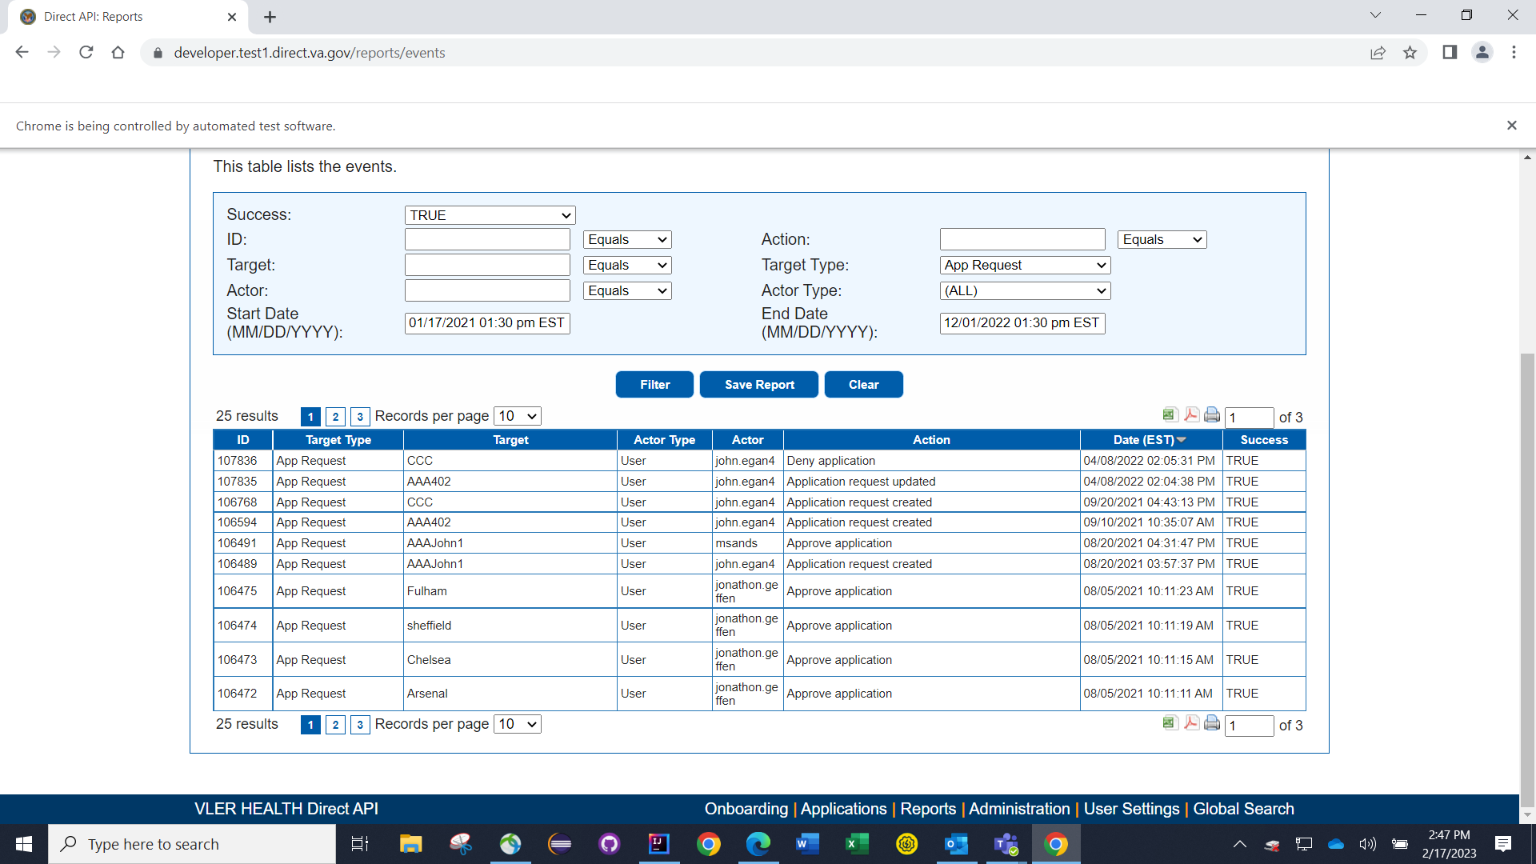 Direct API: Reports
developer.test1.direct.va.gov/reports/events
Chrome is being controlled by automated test software.
This table lists the events.
Success: TRUE
ID: Equals Action: Equals
Target: Equals Target Type: App Request
Actor: Equals Actor Type: (ALL)
Start Date (MM/DD/YYYY): 01/17/2021 01:30 pm EST End Date (MM/DD/YYYY): 12/01/2022 01:30 pm EST
Filter Save Report Clear
25 results 1 2 3 Records per page 10 1 of 3
ID Target Type Target Actor Type Actor Action Date (EST) Success
107836 App Request CCC User john.egan4 Deny application 04/08/2022 02:05:31 PM TRUE
107835 App Request AAA402 User john.egan4 Application request updated 04/08/2022 02:04:38 PM TRUE
106768 App Request CCC User john.egan4 Application request created 09/20/2021 04:43:13 PM TRUE
106594 App Request AAA402 User john.egan4 Application request created 09/10/2021 10:35:07 AM TRUE
106491 App Request AAAJohn1 User msands Approve application 08/20/2021 04:31:47 PM TRUE
106489 App Request AAAJohn1 User john.egan4 Application request created 08/20/2021 03:57:37 PM TRUE
106475 App Request Fulham User jonathon.geffen Approve application 08/05/2021 10:11:23 AM TRUE
106474 App Request sheffield User jonathon.geffen Approve application 08/05/2021 10:11:19 AM TRUE
106473 App Request Chelsea User jonathon.geffen Approve application 08/05/2021 10:11:15 AM TRUE
106472 App Request Arsenal User jonathon.geffen Approve application 08/05/2021 10:11:11 AM TRUE
25 results 1 2 3 Records per page 10 1 of 3
VLER HEALTH Direct API Onboarding | Applications | Reports | Administration | User Settings | Global Search
Type here to search
2:47 PM
2/17/2023